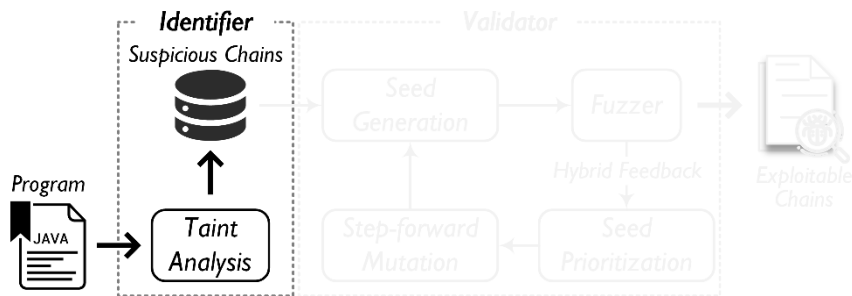 Identifier
Validator
Suspicious Chains
Seed
Generation
Fuzzer
Hybrid Feedback
Exploitable
Chains
Program
JAVA
Taint
Analysis
Step-forward
Mutation
Seed
Prioritization